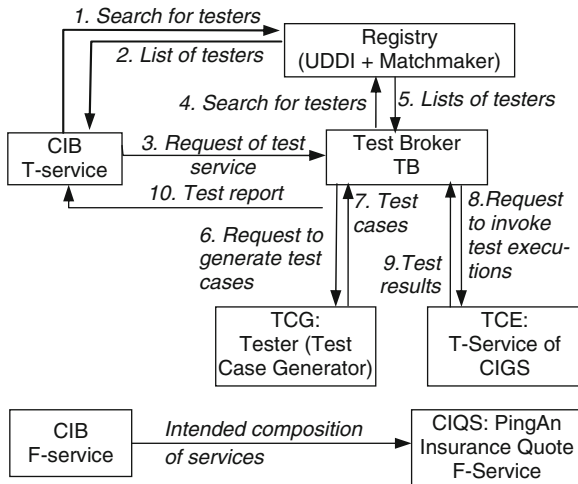 1. Search for testers
2. List of testers
Registry
(UDDI + Matchmaker)
4. Search for testers
5. Lists of testers
CIB
T-service
3. Request of test
service
Test Broker
TB
10. Test report
7. Test
cases
8.Request
to invoke
test execu-
tions
6. Request to
generate test
cases
9.Test
results
TCG:
Tester (Test
Case Generator)
TCE:
T-Service of
CIGS
CIB
F-service
Intended composition
of services
CIQS: PingAn
Insurance Quote
F-Service